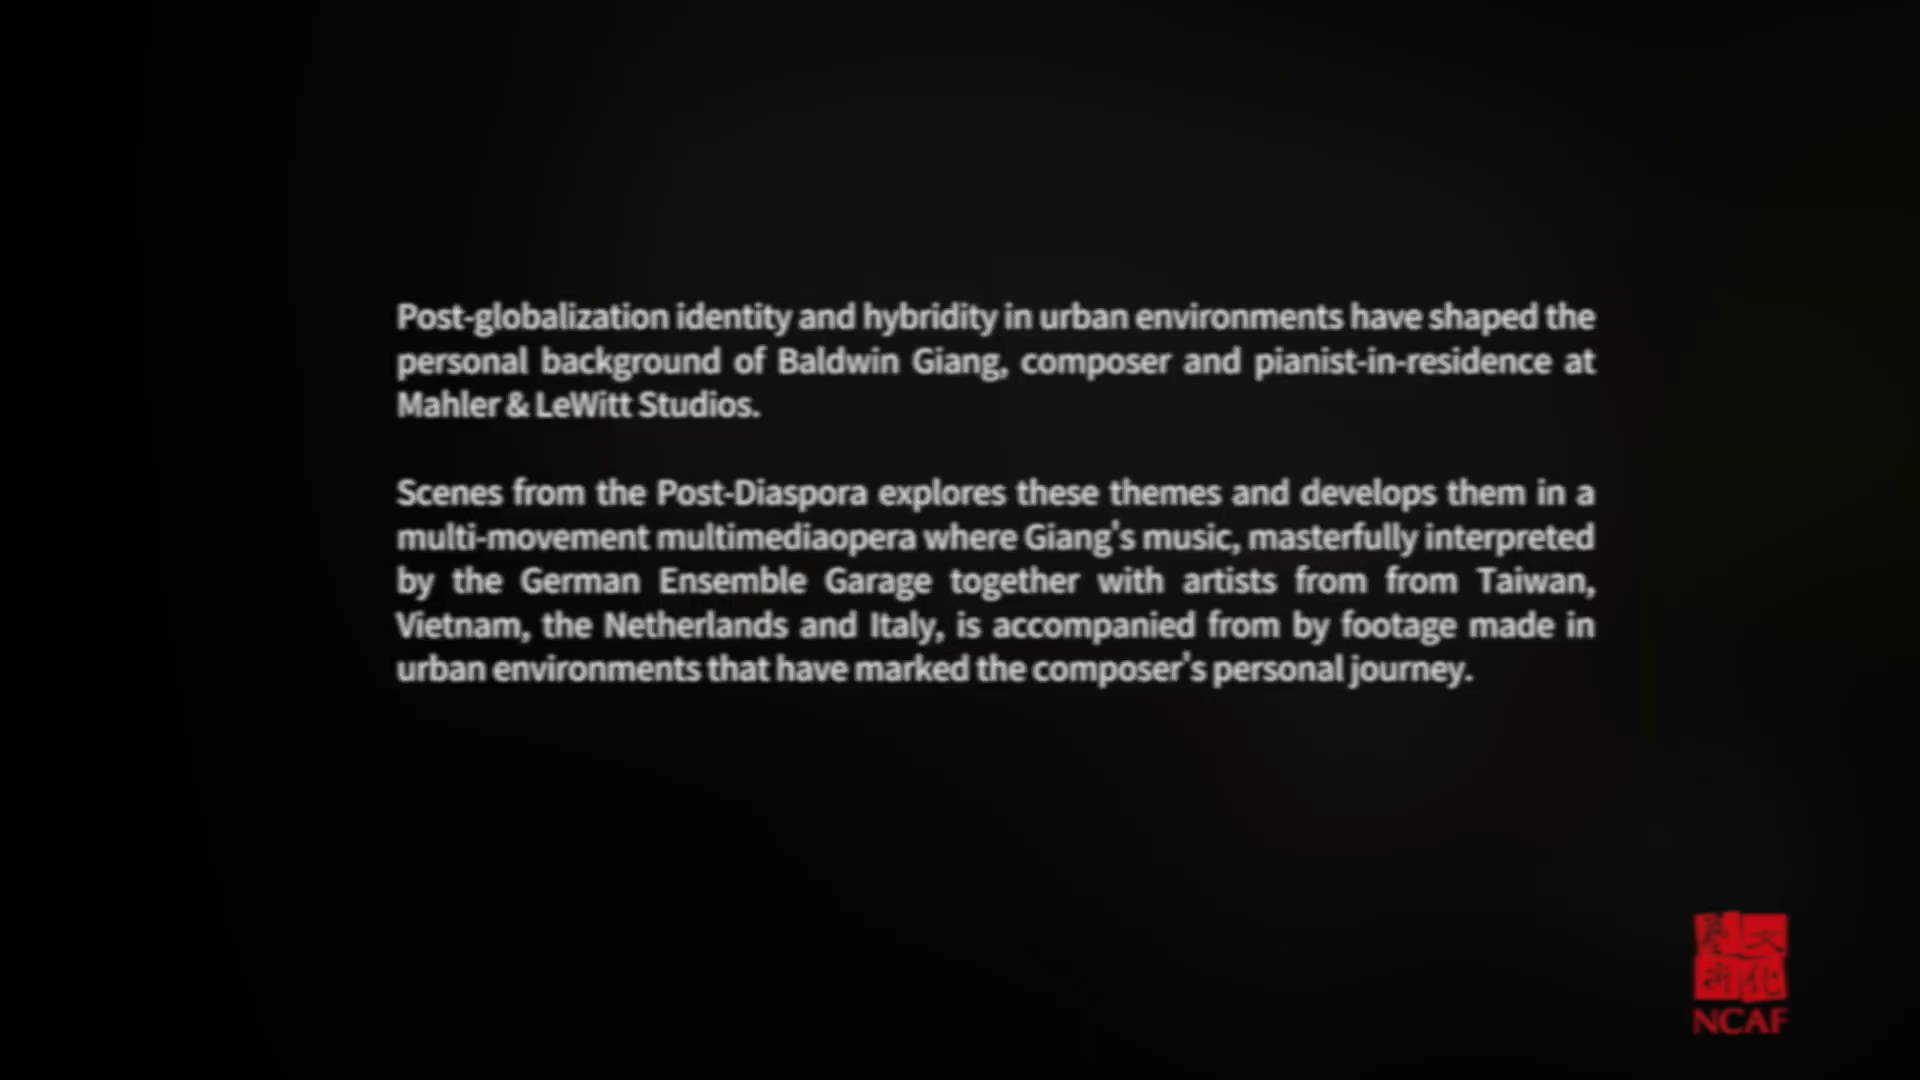 Post-globalization identity and hybridity in urban environments have shaped the
personal background of Baldwin Giang, composer and pianist-in-residence at
Mahler & LeWitt Studios.
Scenes from the Post-Diaspora explores these themes and develops them in a
multi-movement multimediaopera where Giang's music, masterfully interpreted
by the German Ensemble Garage together with artists from from Taiwan,
Vietnam, the Netherlands and Italy, is accompanied from by footage made in
urban environments that have marked the composer's personal journey.
文化
藝術
NCAF